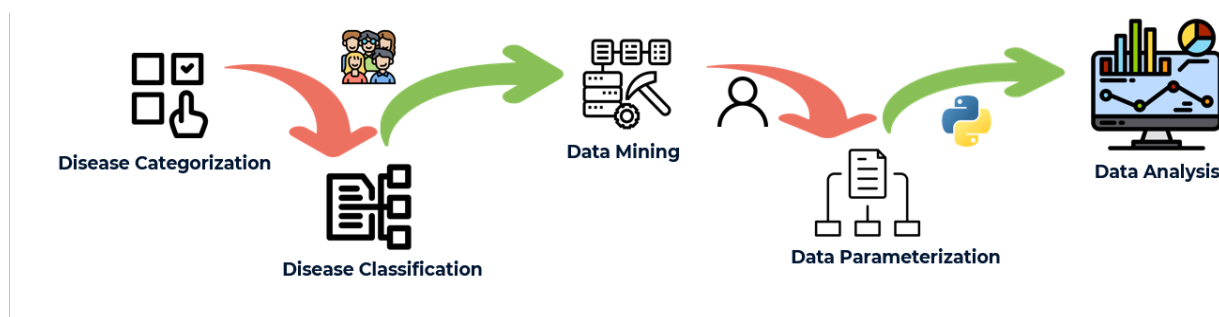 Disease Categorization
Disease Classification
Data Mining
Data Parameterization
Data Analysis